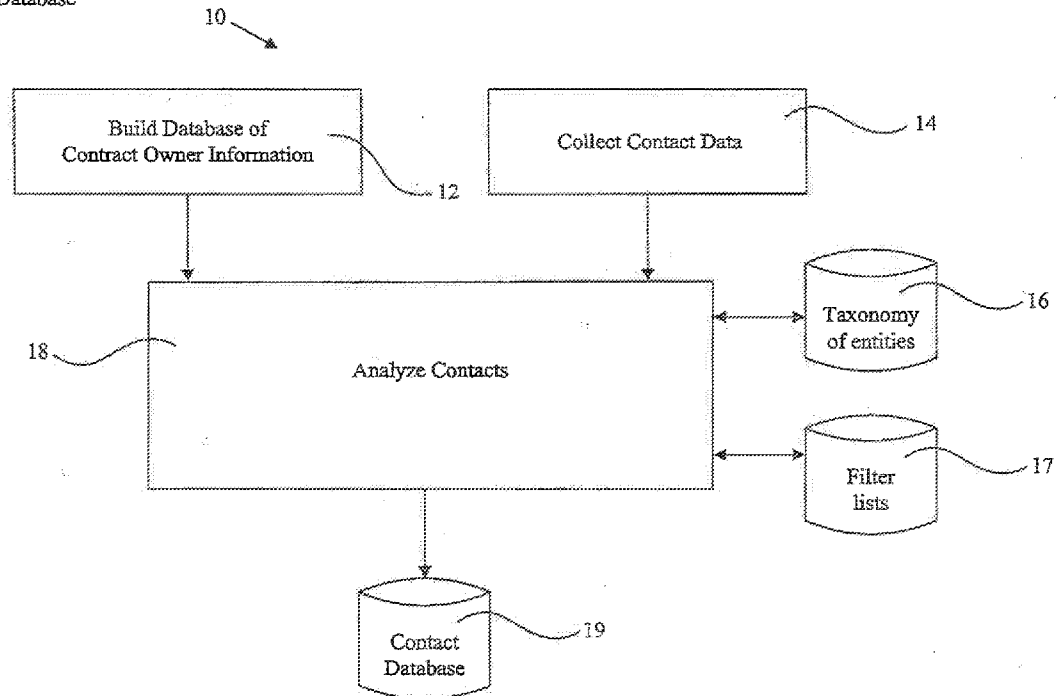 Database
10
Build Database of
Contract Owner Information
12
Collect Contact Data
14
Taxonomy
of entities
16
18
Analyze Contacts
Filter
lists
17
Contact
Database
19